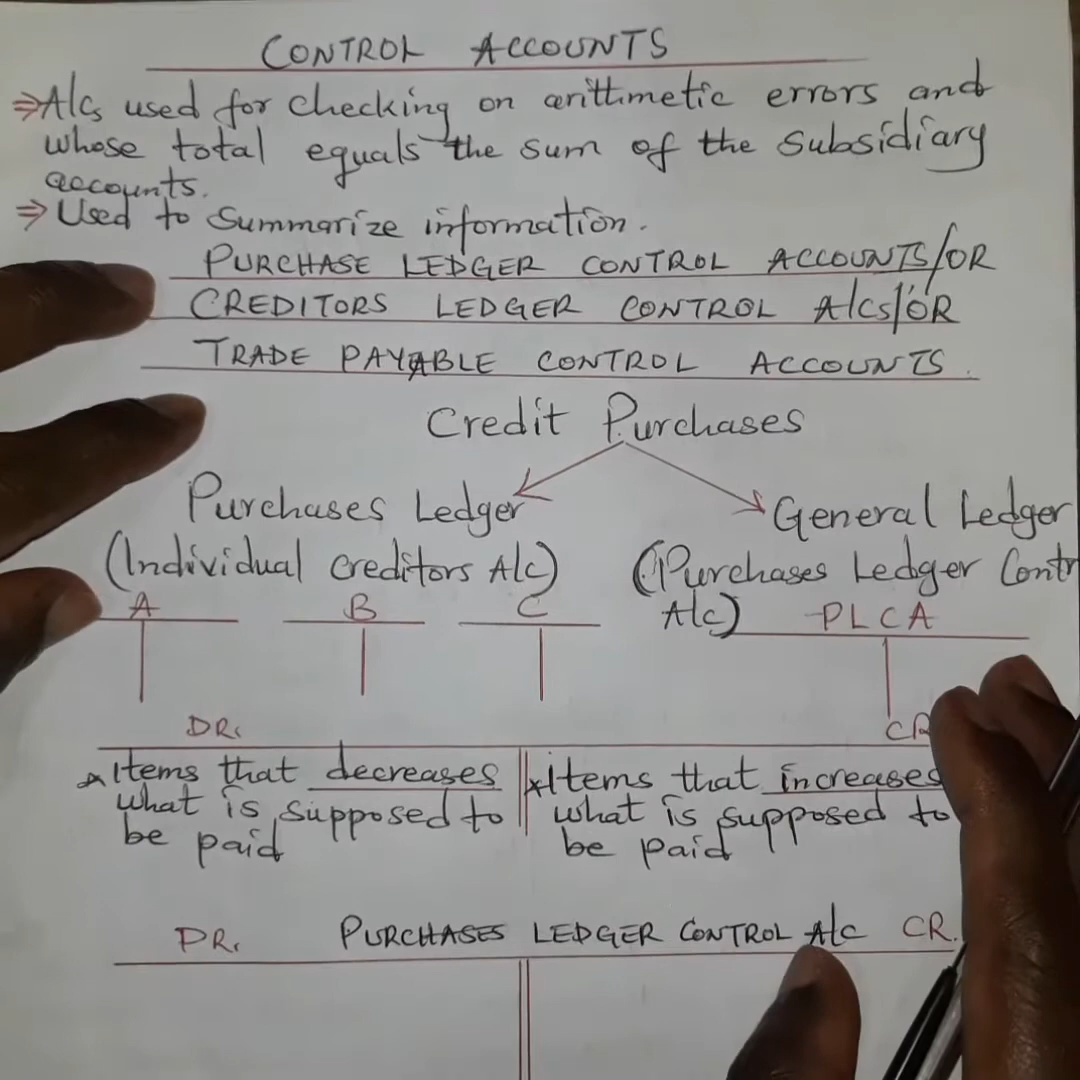 CONTROL ACCOUNTS
⇒A/Cs used for checking on arithmetic errors and
whose total equals the sum of the subsidiary
accounts.
⇒ Used to summarize information.
PURCHASE LEDGER CONTROL ACCOUNTS/OR
CREDITORS LEDGER CONTROL A/Cs/OR
TRADE PAYABLE CONTROL ACCOUNTS.
Credit Purchases
Purchases Ledger General Ledger
(Individual creditors A/C) (Purchases Ledger Contr
A B C A/C) PLCA
DR. CR
*Items that decreases *Items that increases
what is supposed to what is supposed to
be paid be paid
DR. PURCHASES LEDGER CONTROL A/C CR.